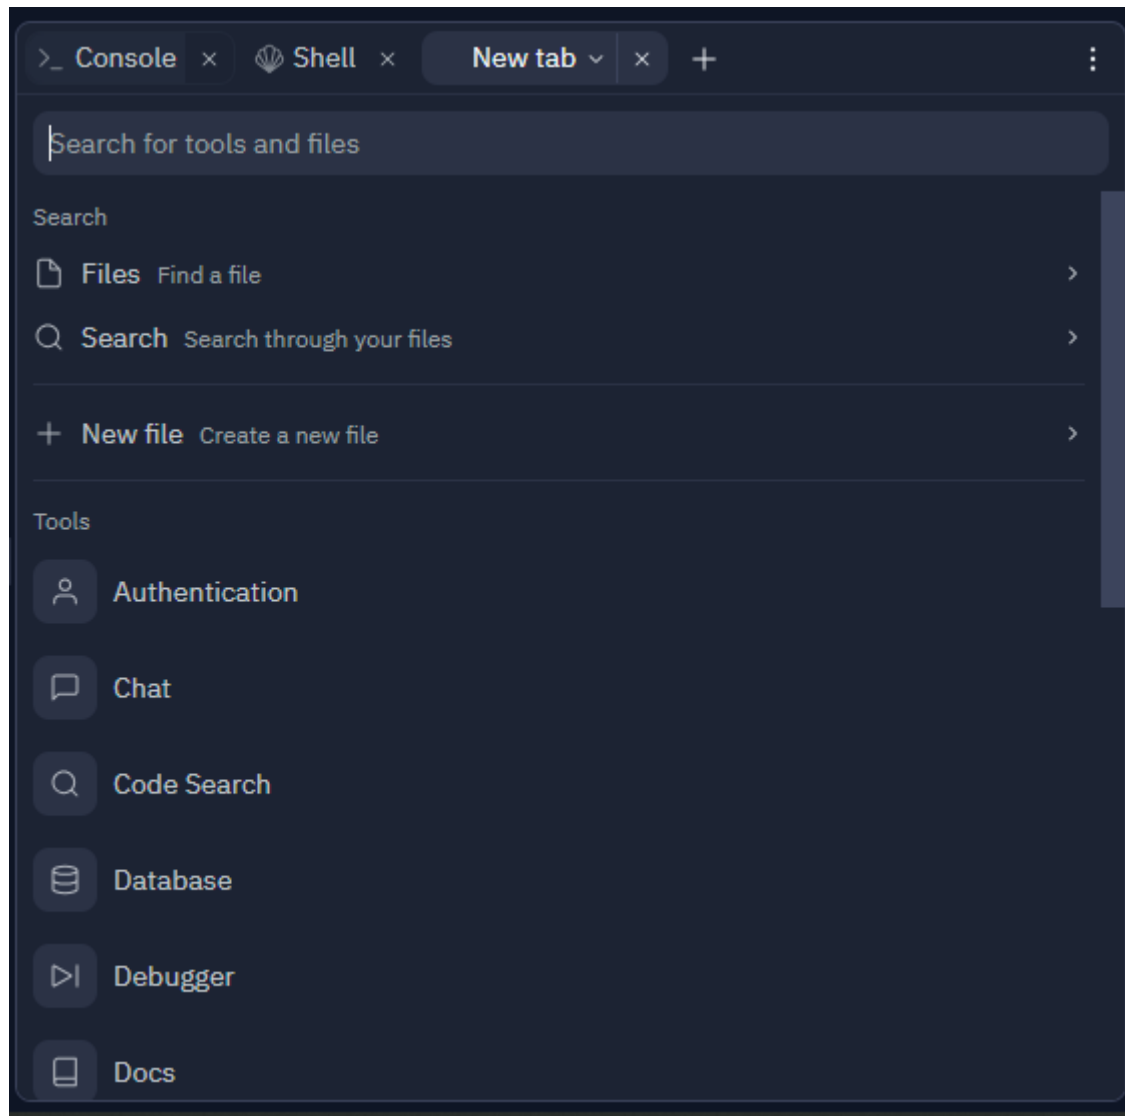 >_ Console × Shell × New tab × +
Search for tools and files
Search
Files Find a file
Search Search through your files
+ New file Create a new file
Tools
Authentication
Chat
Code Search
Database
Debugger
Docs